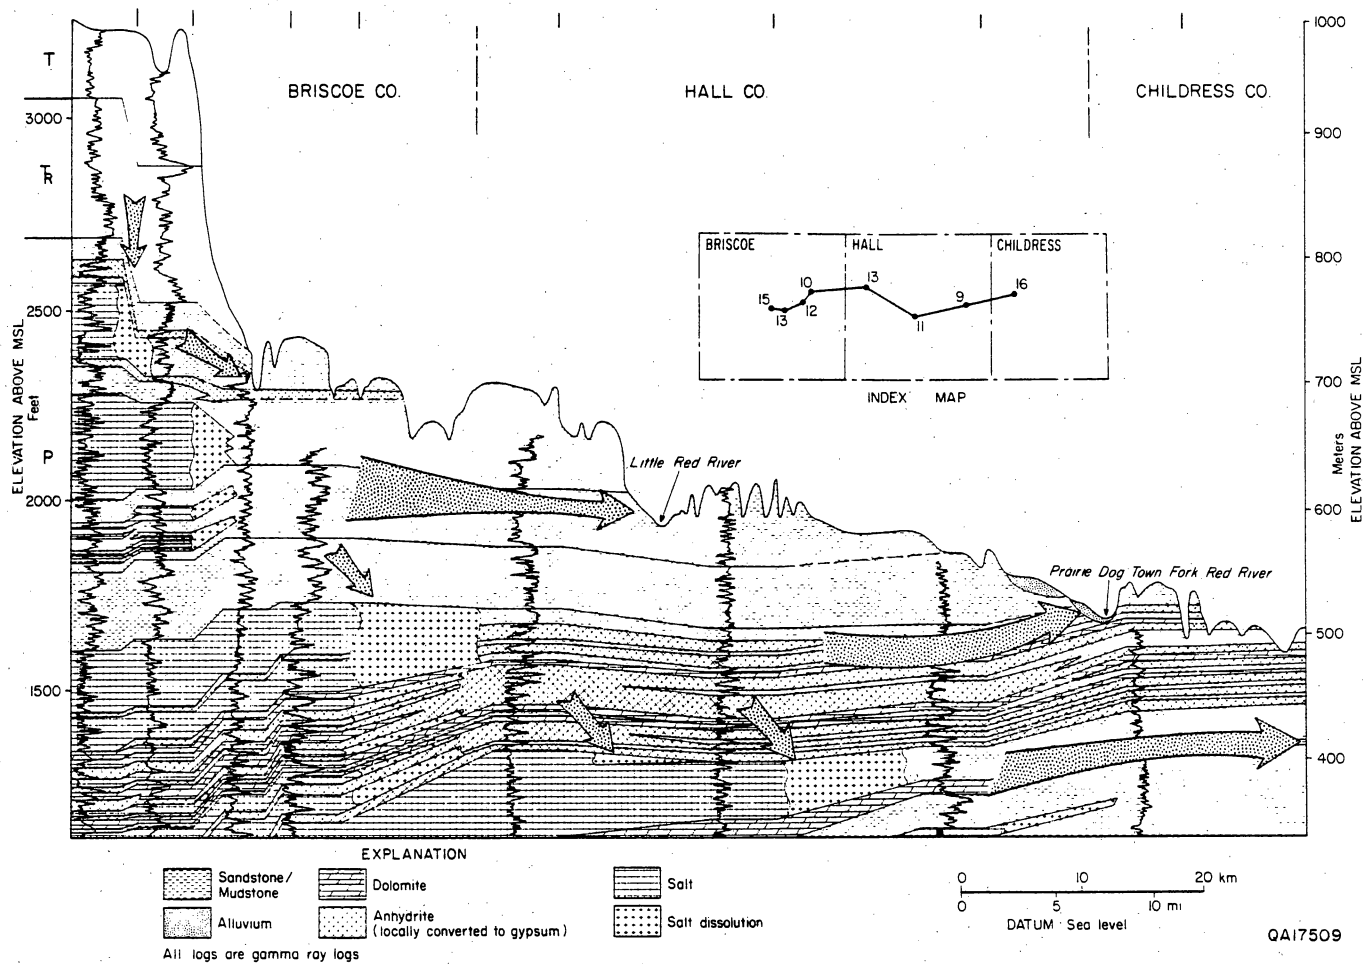 T
BRISCOE CO.
HALL CO.
CHILDRESS CO.
1000
3000
900
TR
BRISCOE
HALL
CHILDRESS
800
15
13
12
10
13
11
9
16
2500
INDEX MAP
700
ELEVATION ABOVE MSL
Feet
P
Meters
ELEVATION ABOVE MSL
Little Red River
2000
600
Prairie Dog Town Fork Red River
500
1500
400
EXPLANATION
Sandstone/
Mudstone
Dolomite
Salt
Alluvium
Anhydrite
(locally converted to gypsum)
Salt dissolution
All logs are gamma ray logs
0 10 20 km
0 5 10 mi
DATUM: Sea level
QA17509